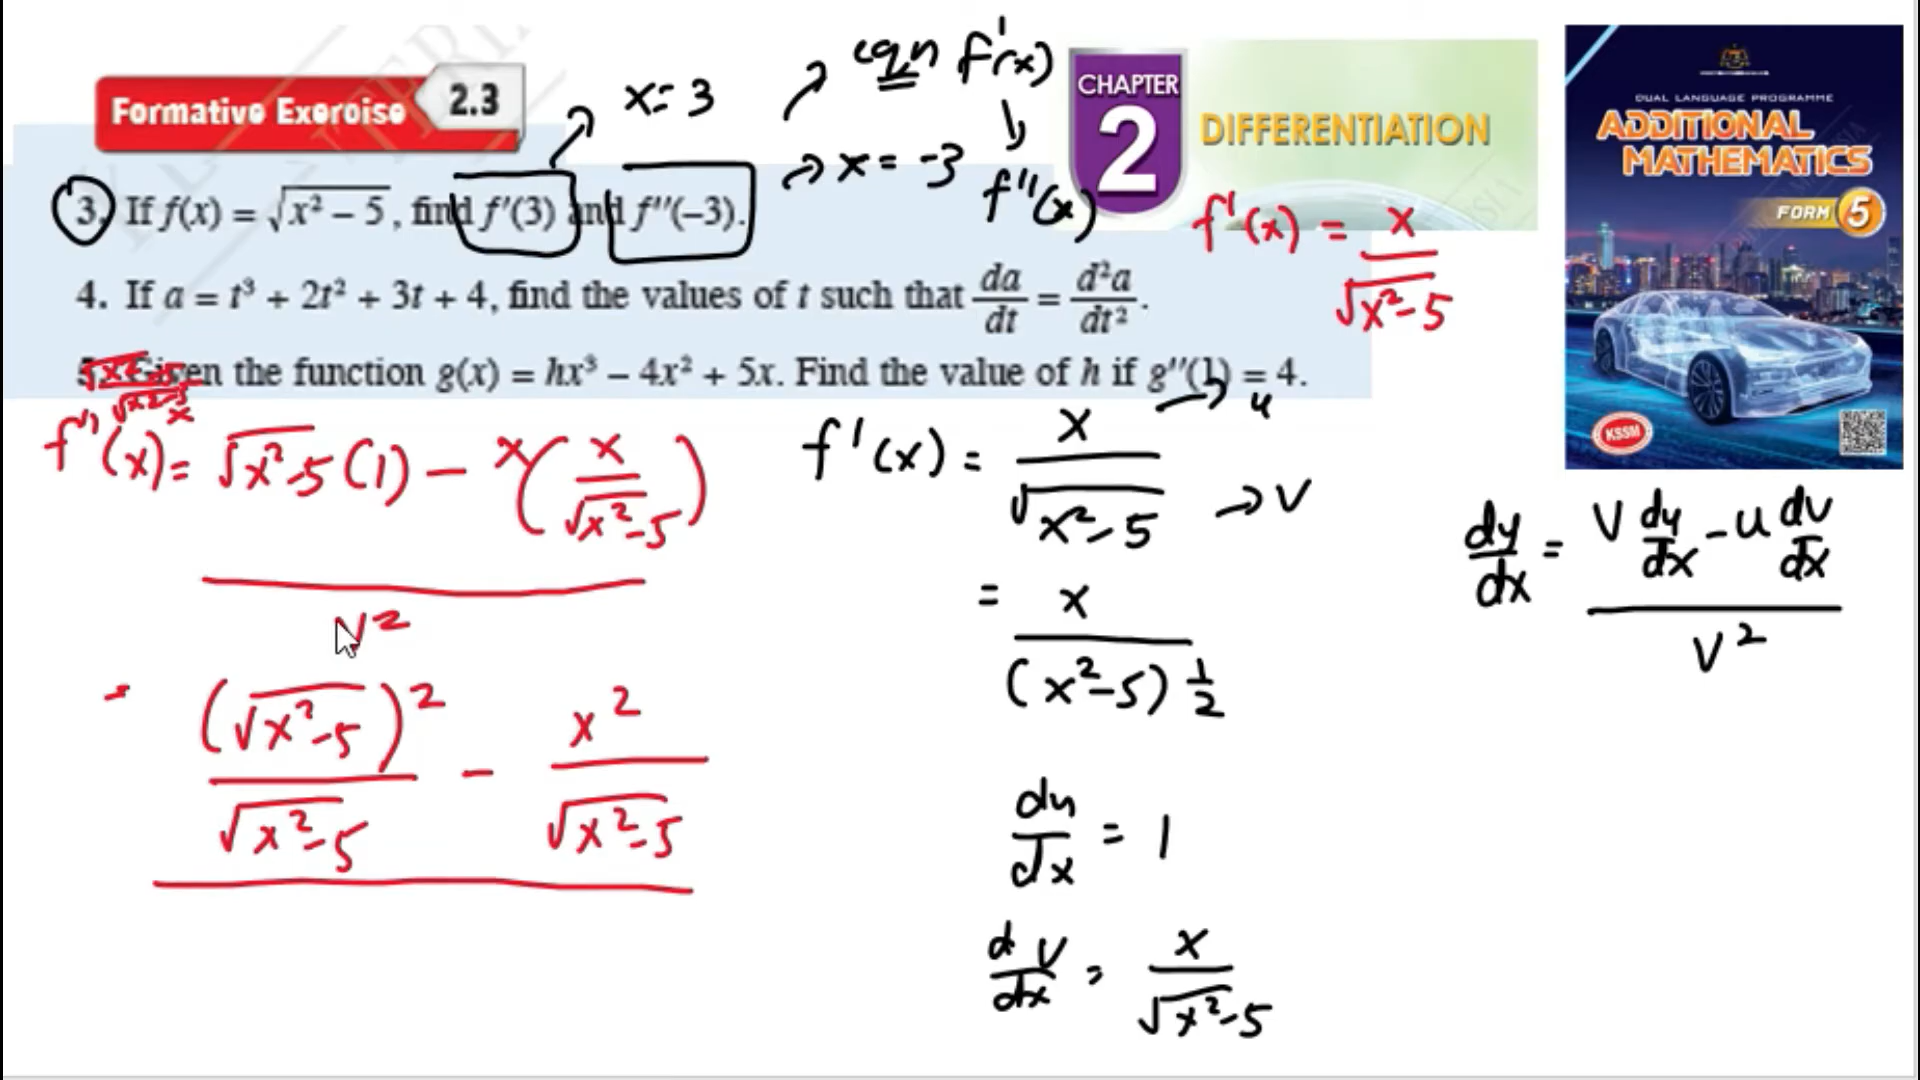 Formative Exercise 2.3
x = 3
eqn f'(x)
x = -3
f''(x)
CHAPTER 2 DIFFERENTIATION
DUAL LANGUAGE PROGRAMME
ADDITIONAL
MATHEMATICS
FORM 5
KSSM
3. If f(x) = √(x² – 5), find f'(3) and f''(–3).
f'(x) = x/√(x²-5)
4. If a = t³ + 2t² + 3t + 4, find the values of t such that da/dt = d²a/dt².
5. Given the function g(x) = hx³ – 4x² + 5x. Find the value of h if g''(1) = 4.
f''(x) = (√(x²-5) (1) - x(x/√(x²-5)))/v²
= ((√(x²-5))²/√(x²-5) - x²/√(x²-5))/
f'(x) = x/√(x²-5)
→ u
→ v
= x/(x²-5)^½
du/dx = 1
dv/dx = x/√(x²-5)
dy/dx = (v du/dx - u dv/dx)/v²